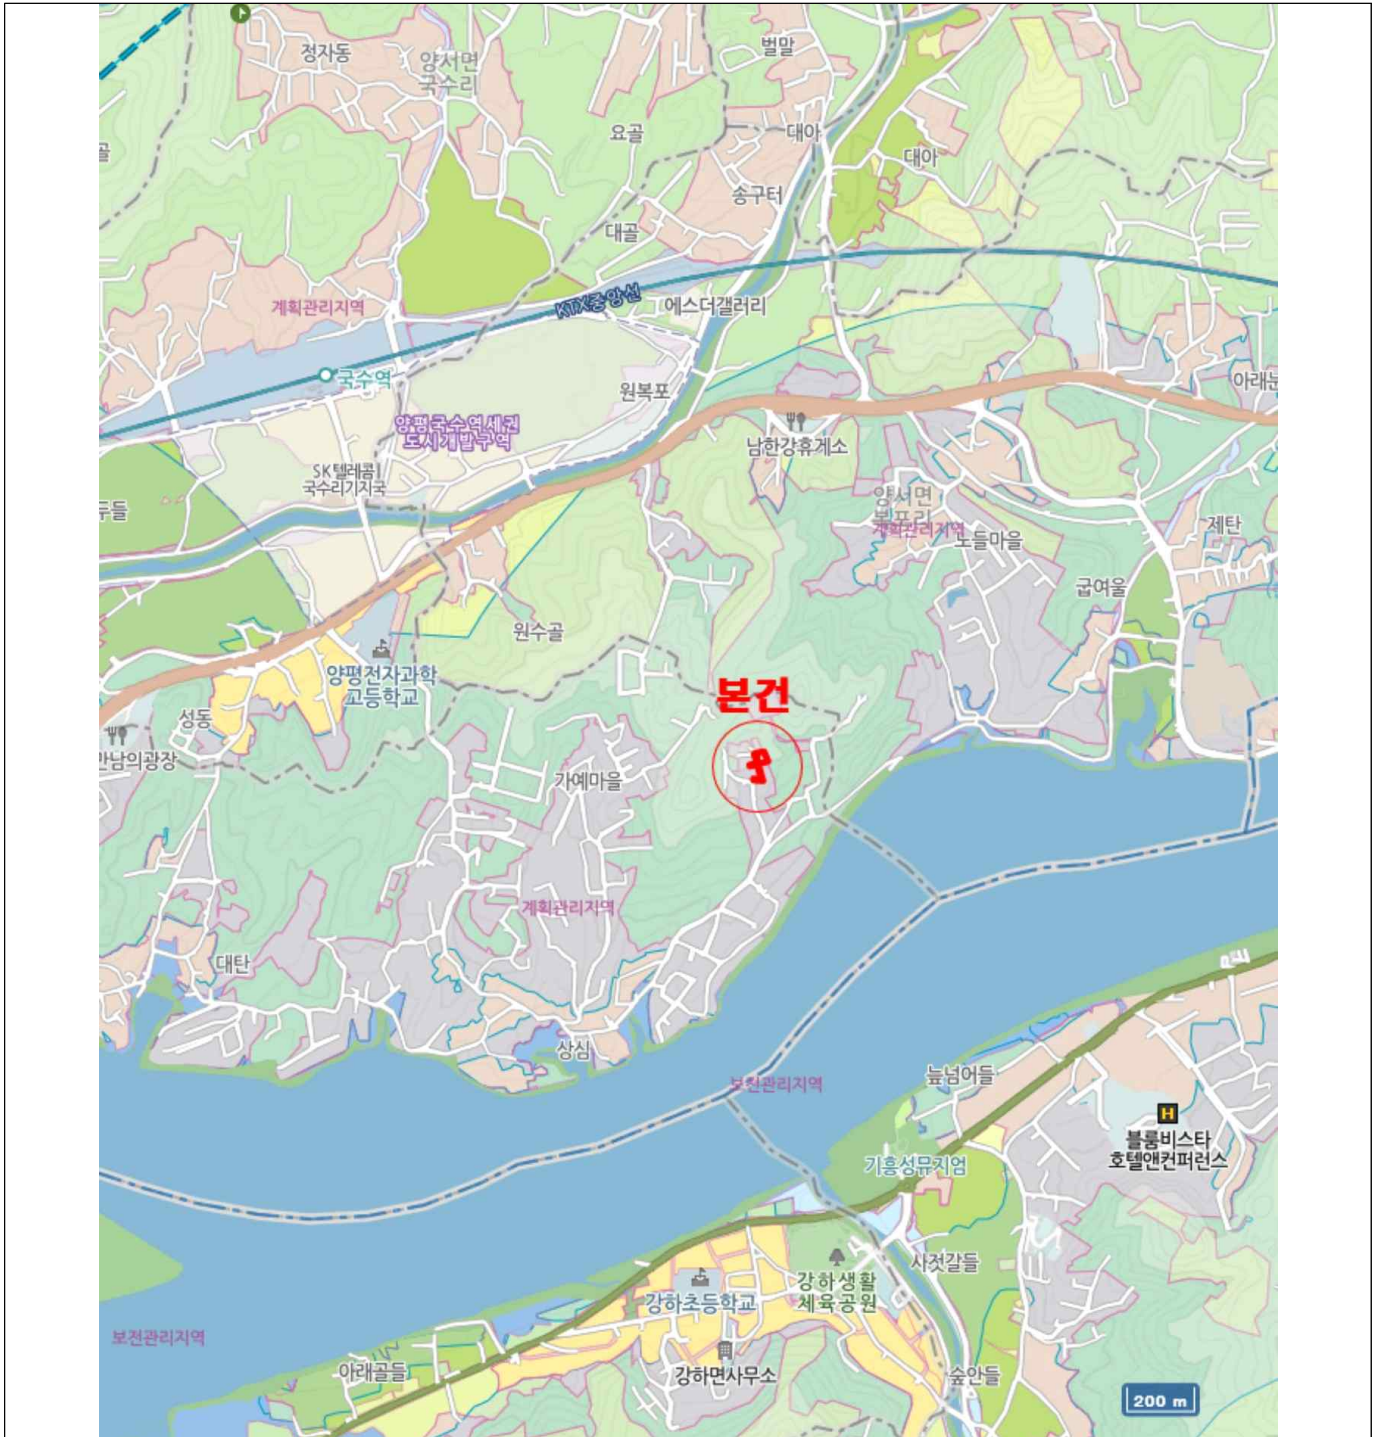 정자동
양서면
국수리
벌말
요골
대아
대아
골
송구터
대골
계획관리지역
KTX중앙선
에스더갤러리
국수역
원복포
아래눈
양평국수역세권
도시개발구역
남한강휴게소
SK텔레콤
국수리기지국
두들
양서면
계획관리지역
노들마을
제탄
굽여울
원수골
양평전자과학
고등학교
본건
성동
만남의광장
가예마을
계획관리지역
대탄
상심
보전관리지역
늪넘어들
H
블룸비스타
호텔앤컨퍼런스
기흥성뮤지엄
사젓갈들
강하생활
체육공원
강하초등학교
보전관리지역
아래골들
강하면사무소
숲안들
200 m